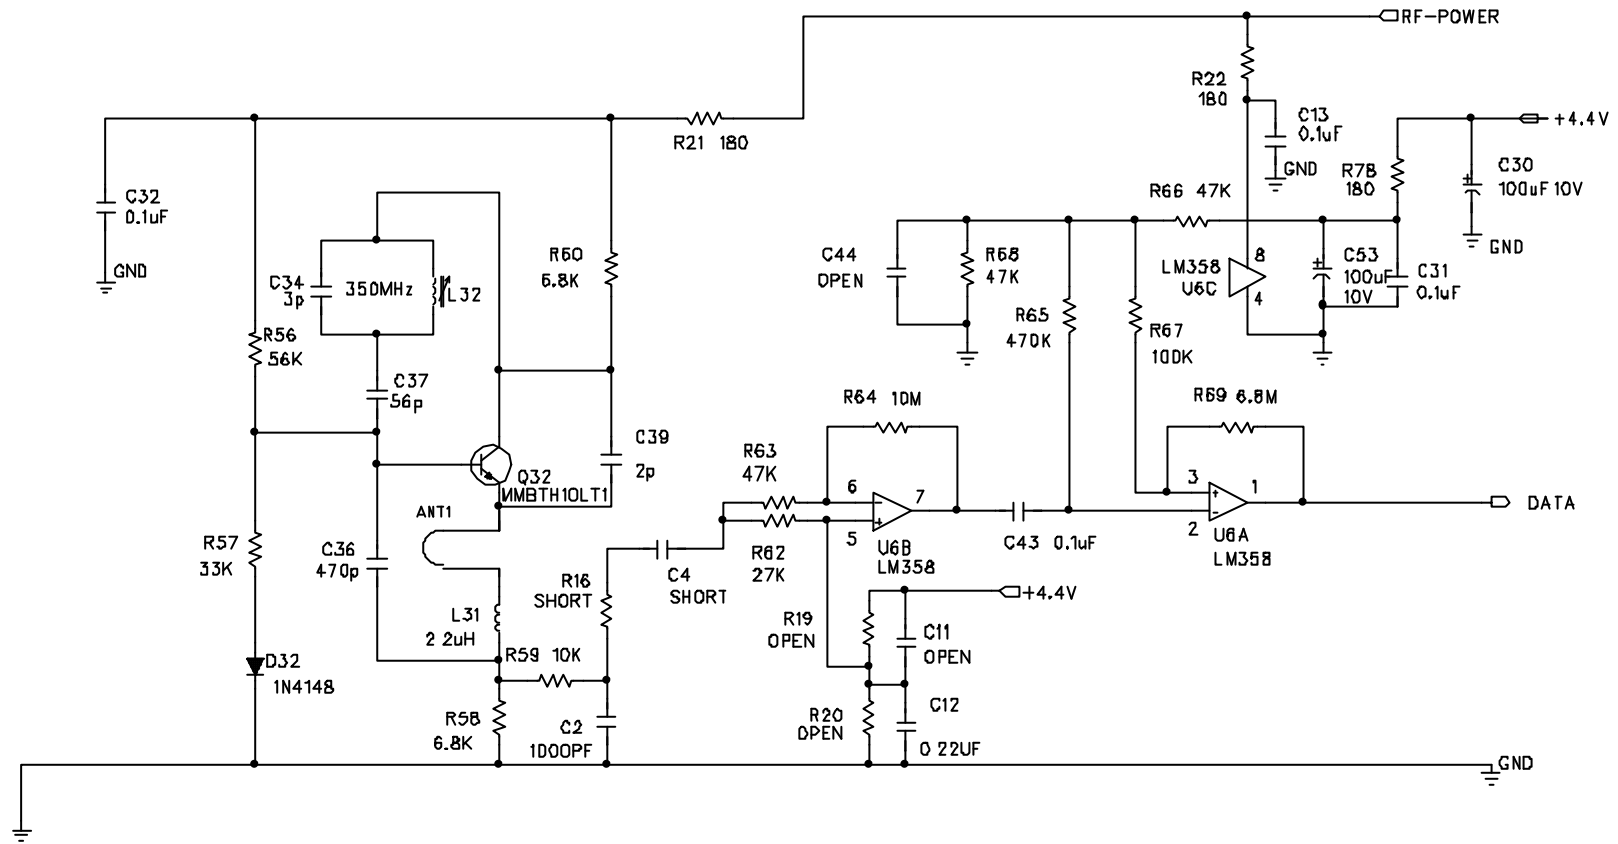 RF-POWER
R22
180
C13
0.1uF
GND
+4.4V
R21 180
C30
100uF 10V
GND
R78
180
R66 47K
C32
0.1uF
GND
C34
3p
350MHz
L32
R60
6.8K
C44
OPEN
R68
47K
LM358
U6C
8
4
C53
100uF
10V
C31
0.1uF
R56
56K
C37
56p
R65
470K
R67
100K
R64 10M
R69 6.8M
C39
2p
R63
47K
Q32
MMBTH10LT1
ANT1
6
5
7
U6B
LM358
3
2
1
U6A
LM358
DATA
R57
33K
C36
470p
R62
27K
C43 0.1uF
C4
SHORT
R16
SHORT
L31
2 2uH
+4.4V
R19
OPEN
C11
OPEN
D32
1N4148
R59 10K
R58
6.8K
C2
1000PF
R20
OPEN
C12
0 22UF
GND